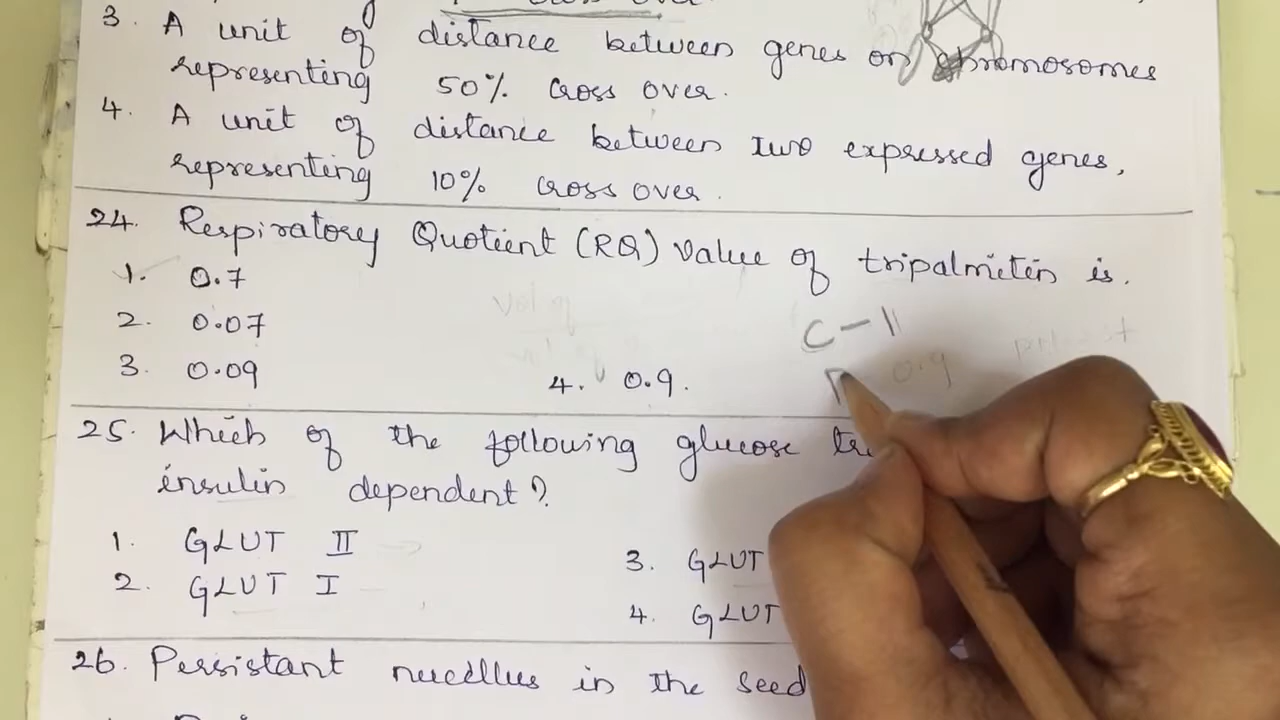 3. A unit of distance between genes on chromosomes
representing 50% cross over.
4. A unit of distance between two expressed genes,
representing 10% cross over.
24. Respiratory Quotient (RQ) value of tripalmitin is.
1. 0.7
2. 0.07
3. 0.09 4. 0.9.
C-1
0.9
25. Which of the following glucose
insulin dependent?
1. GLUT II 3. GLUT
2. GLUT I 4. GLUT
26. Persistant nucellus in the seed